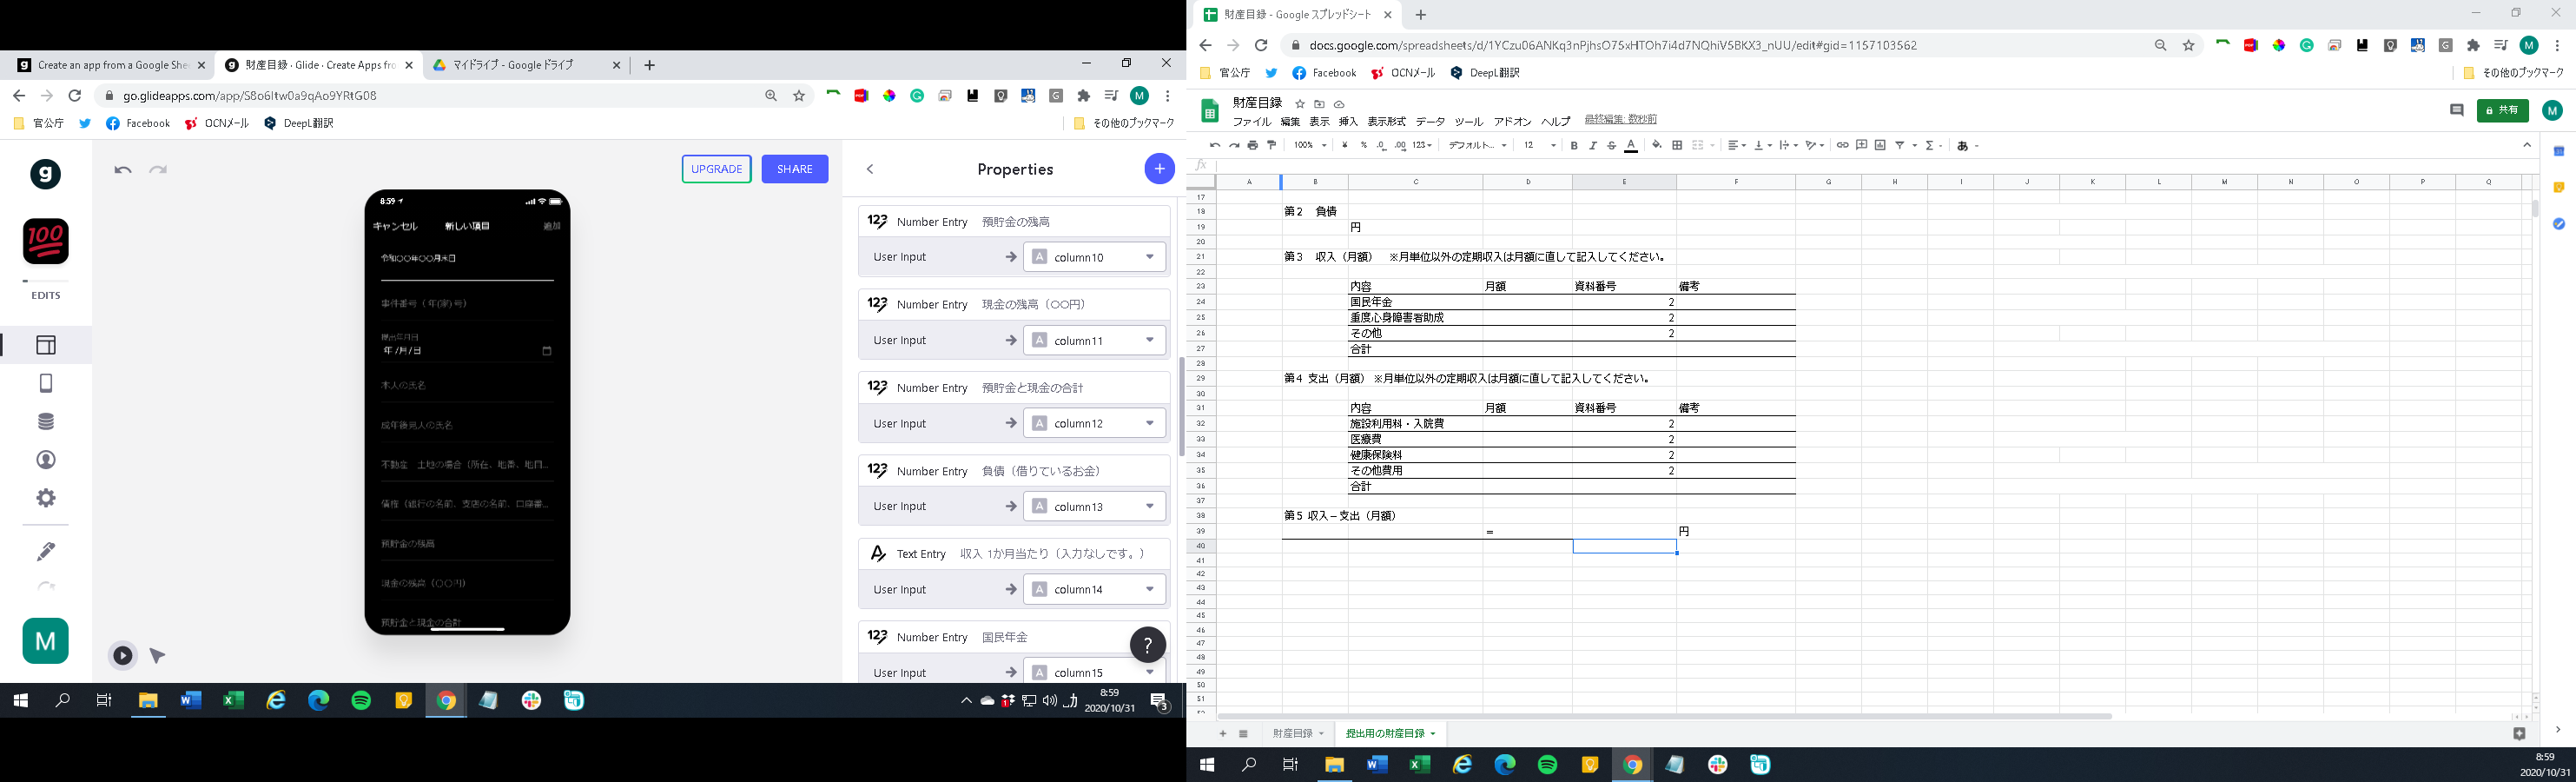 Create an app from a Google She
財産目録 · Glide · Create Apps fro
マイドライブ - Google ドライブ
go.glideapps.com/app/S8o6ltw0a9qAo9YRtG08
官公庁
Facebook
OCNメール
DeepL翻訳
その他のブックマーク
UPGRADE
SHARE
Properties
100
EDITS
M
8:59
キャンセル 新しい項目 追加
令和〇〇年〇〇月末日
事件番号（ 年(家) 号）
提出年月日
年 /月/日
本人の氏名
成年後見人の氏名
不動産 土地の場合（所在、地番、地目...
債権（銀行の名前、支店の名前、口座番...
預貯金の残高
現金の残高（〇〇円）
預貯金と現金の合計
Number Entry 預貯金の残高
User Input column10
Number Entry 現金の残高（〇〇円）
User Input column11
Number Entry 預貯金と現金の合計
User Input column12
Number Entry 負債（借りているお金）
User Input column13
Text Entry 収入 1か月当たり（入力なしです。）
User Input column14
Number Entry 国民年金
User Input column15
?
8:59
2020/10/31
財産目録 - Google スプレッドシート
docs.google.com/spreadsheets/d/1YCzu06ANKq3nPjhsO75xHTOh7i4d7NQhiV5BKX3_nUU/edit#gid=1157103562
官公庁
Facebook
OCNメール
DeepL翻訳
その他のブックマーク
財産目録
ファイル 編集 表示 挿入 表示形式 データ ツール アドオン ヘルプ 最終編集: 数秒前
共有
M
100% ¥ % .0 .00 123 デフォルト... 12 B I S A
fx
A B C D E F G H I J K L M N O P Q
17
18 第２ 負債
19 円
20
21 第３ 収入（月額） ※月単位以外の定期収入は月額に直して記入してください。
22
23 内容 月額 資料番号 備考
24 国民年金 2
25 重度心身障害者助成 2
26 その他 2
27 合計
28
29 第４ 支出（月額） ※月単位以外の定期収入は月額に直して記入してください。
30
31 内容 月額 資料番号 備考
32 施設利用料・入院費 2
33 医療費 2
34 健康保険料 2
35 その他費用 2
36 合計
37
38 第５ 収入－支出（月額）
39 ＝ 円
40
41
42
43
44
45
46
47
48
49
50
51
財産目録
提出用の財産目録
8:59
2020/10/31